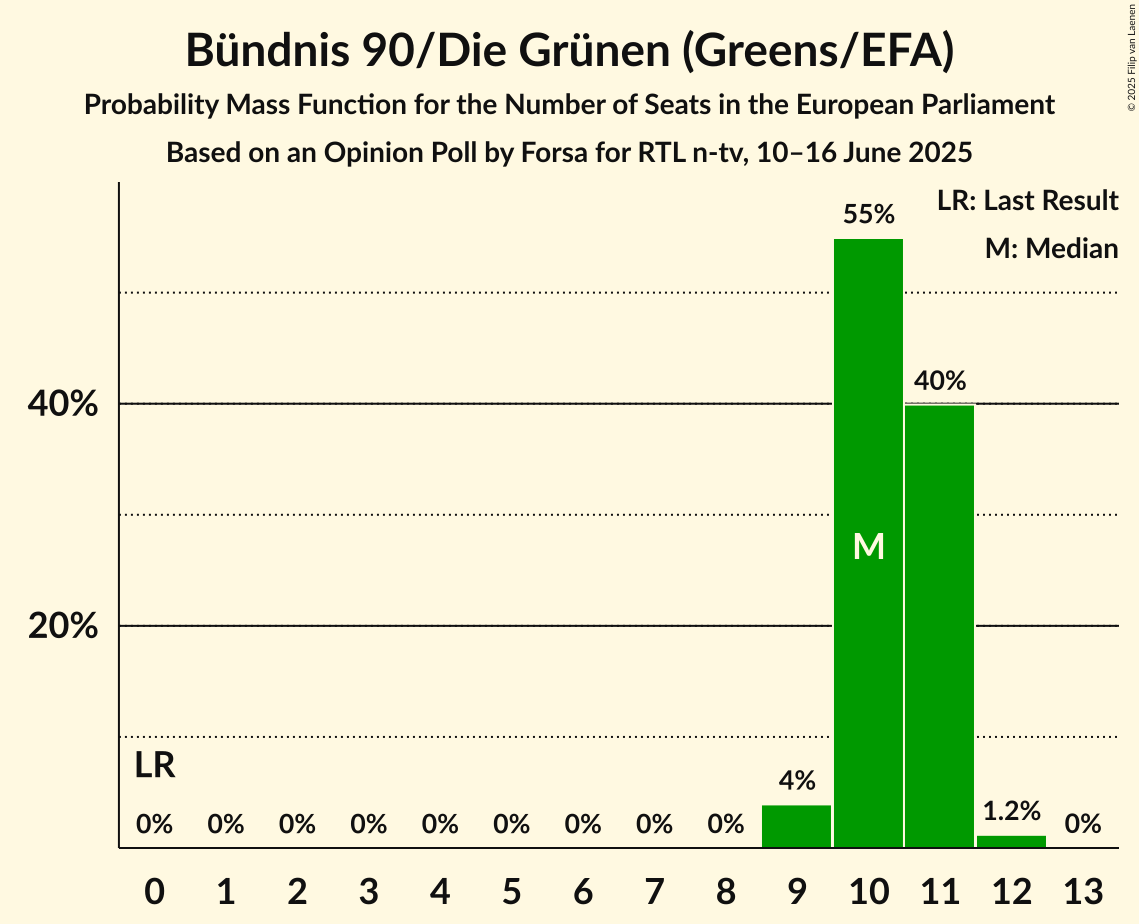 Bündnis 90/Die Grünen (Greens/EFA)
Probability Mass Function for the Number of Seats in the European Parliament
Based on an Opinion Poll by Forsa for RTL n-tv, 10–16 June 2025
© 2025 Filip van Laenen
LR: Last Result
M: Median
55%
40%
40%
M
20%
LR
0% 0% 0% 0% 0% 0% 0% 0% 0% 4% 1.2% 0%
0 1 2 3 4 5 6 7 8 9 10 11 12 13